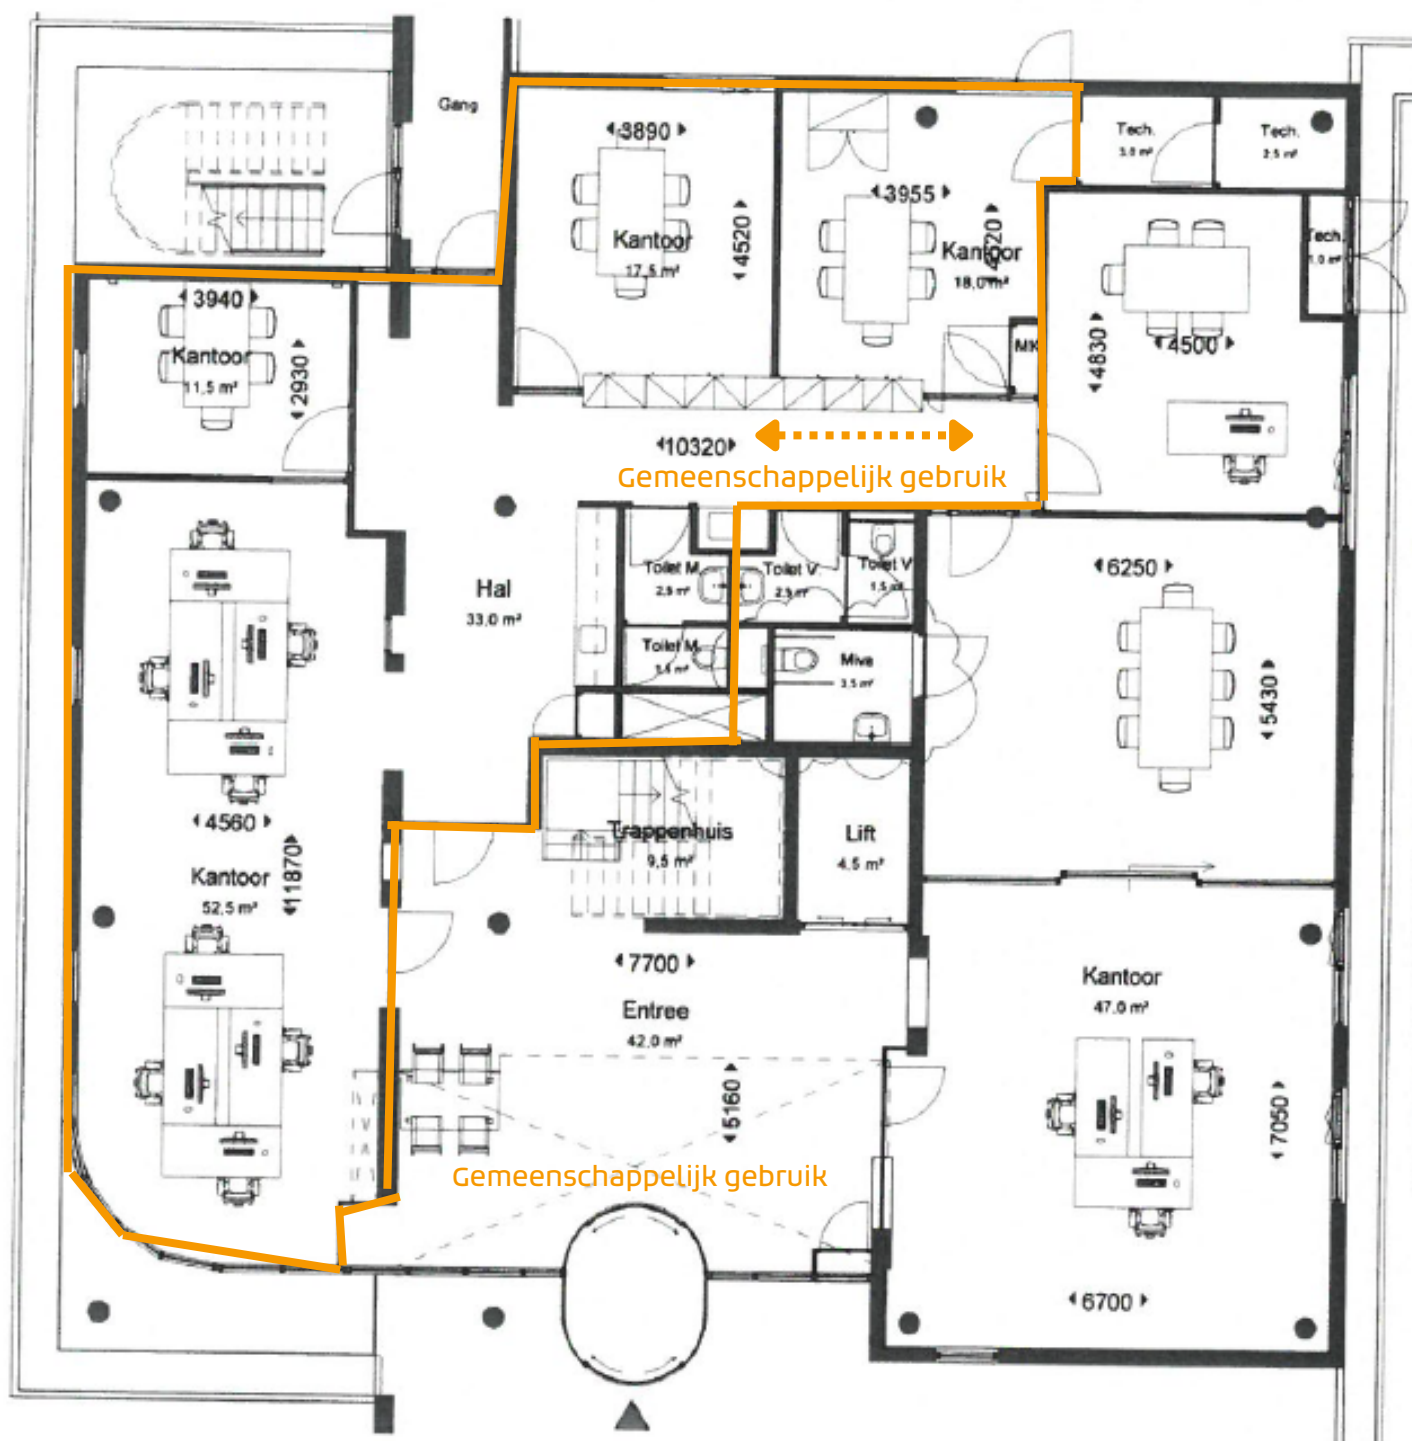 Gang
3890
Kantoor
17,5 m²
4520
3955
Kantoor
18,0 m²
Tech.
3,0 m²
Tech.
2,5 m²
Tech.
1,0 m²
3940
Kantoor
11,5 m²
2930
MK
4830
4500
10320
Gemeenschappelijk gebruik
Hal
33,0 m²
Toilet M.
2,5 m²
Toilet V.
2,5 m²
Toilet V
1,5 m²
Toilet M.
Miva
3,5 m²
6250
5430
4560
Kantoor
52,5 m²
11870
Trappenhuis
9,5 m²
Lift
4,5 m²
7700
Entree
42,0 m²
5160
Gemeenschappelijk gebruik
Kantoor
47,0 m²
7050
6700